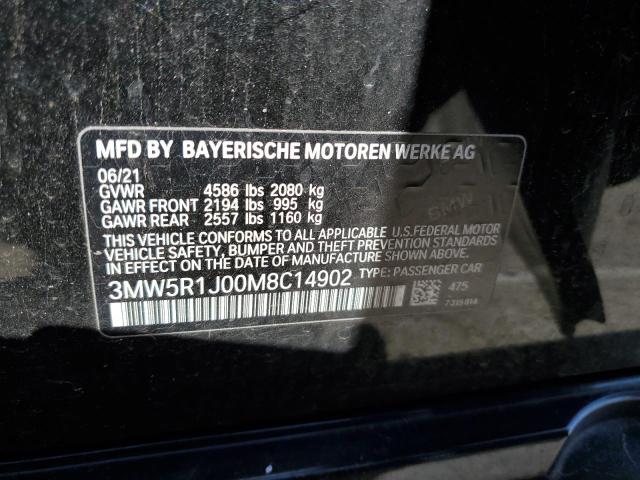 MFD BY BAYERISCHE MOTOREN WERKE AG
06/21
GVWR 4586 lbs 2080 kg
GAWR FRONT 2194 lbs 995 kg
GAWR REAR 2557 lbs 1160 kg
BMW
THIS VEHICLE CONFORMS TO ALL APPLICABLE U.S. FEDERAL MOTOR
VEHICLE SAFETY, BUMPER AND THEFT PREVENTION STANDARDS
IN EFFECT ON THE DATE OF MANUFACTURE SHOWN ABOVE.
3MW5R1J00M8C14902 TYPE: PASSENGER CAR
475